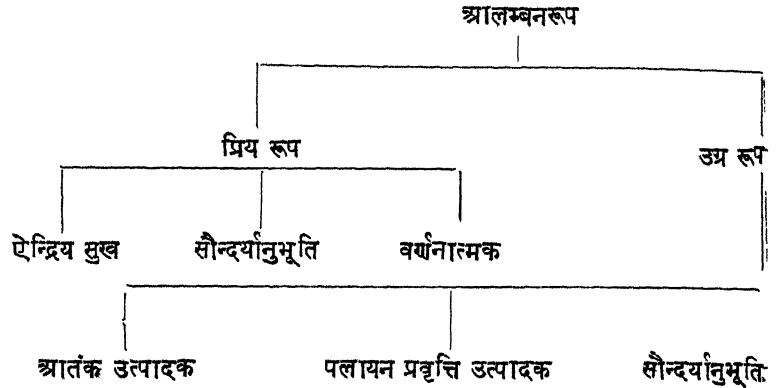 आलम्बनरूप
प्रिय रूप
उग्र रूप
ऐन्द्रिय सुख सौन्दर्यानुभूति वर्णनात्मक
आतंक उत्पादक पलायन प्रवृत्ति उत्पादक सौन्दर्यानुभूति